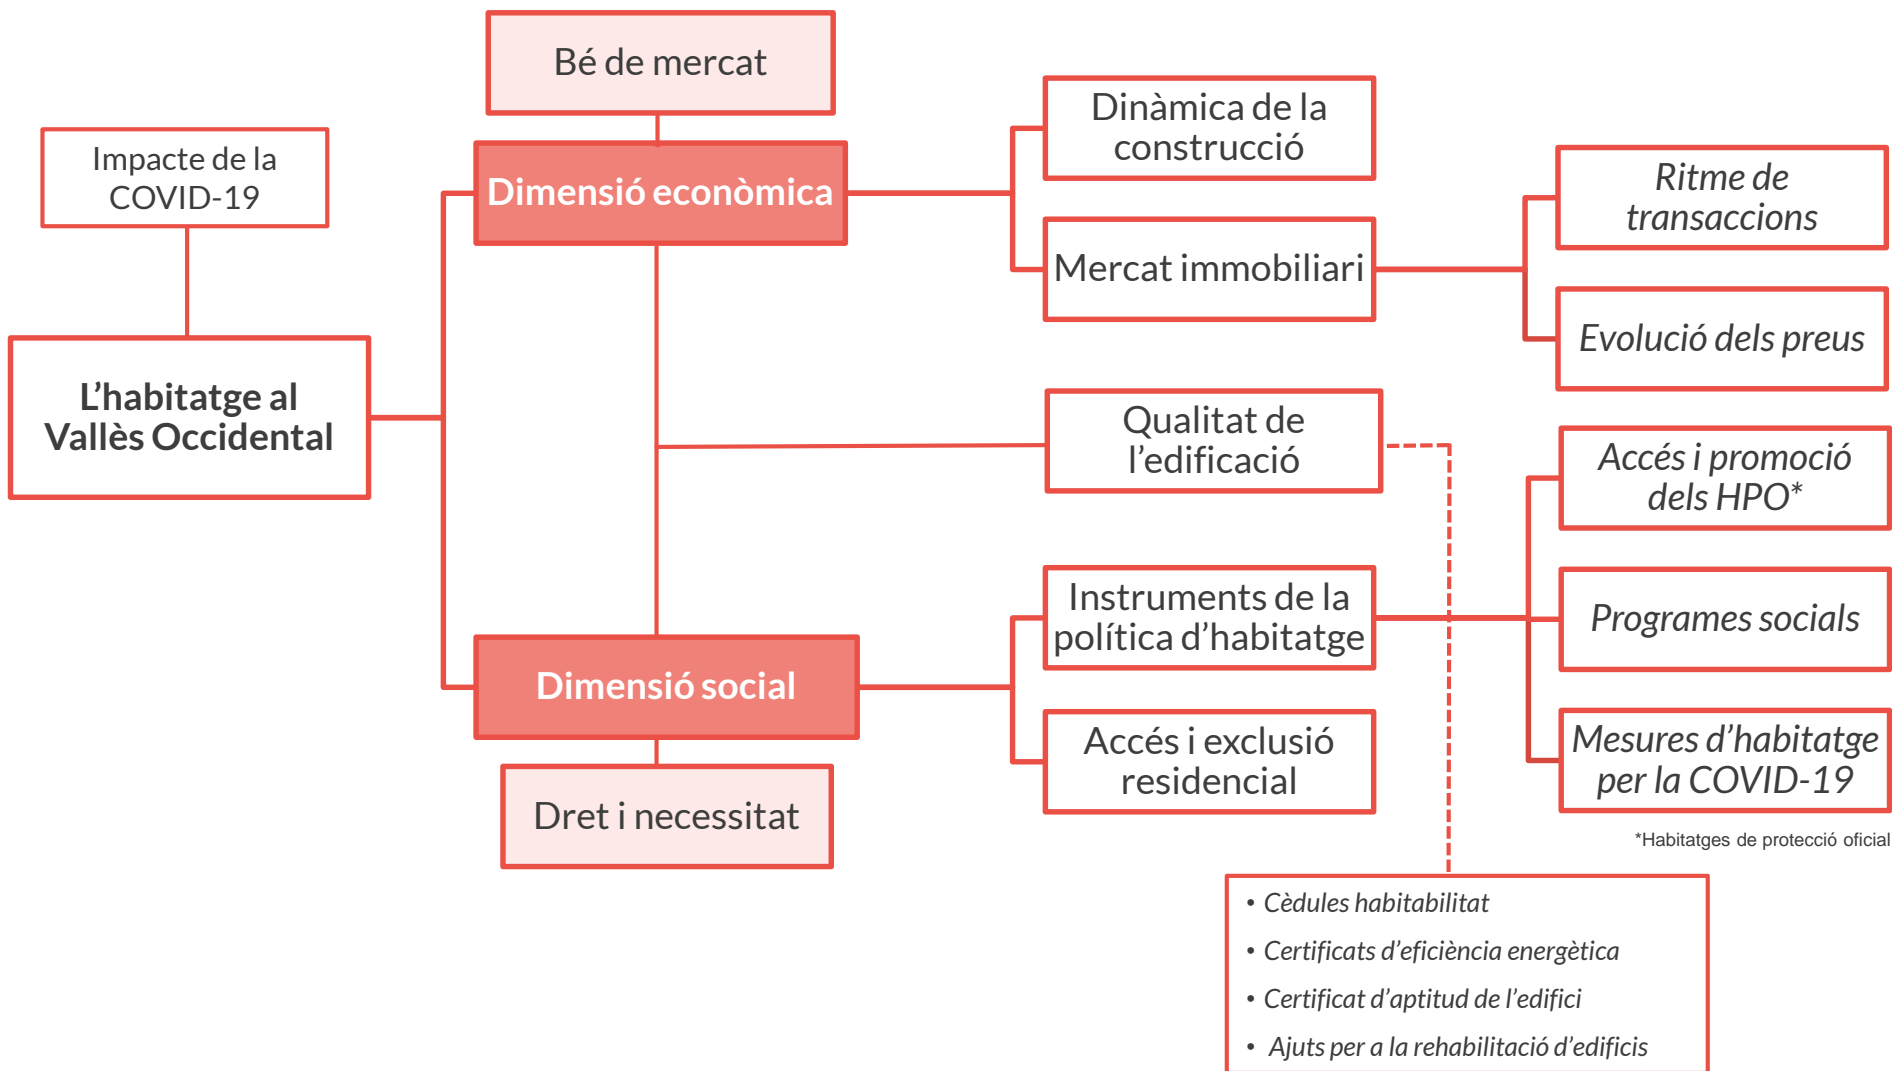 Bé de mercat
Impacte de la
COVID-19
Dimensió econòmica
Dinàmica de la
construcció
Mercat immobiliari
Ritme de
transaccions
Evolució dels preus
L’habitatge al
Vallès Occidental
Qualitat de
l’edificació
Accés i promoció
dels HPO*
Instruments de la
política d’habitatge
Programes socials
Dimensió social
Accés i exclusió
residencial
Mesures d’habitatge
per la COVID-19
Dret i necessitat
*Habitatges de protecció oficial
• Cèdules habitabilitat
• Certificats d’eficiència energètica
• Certificat d’aptitud de l’edifici
• Ajuts per a la rehabilitació d’edificis